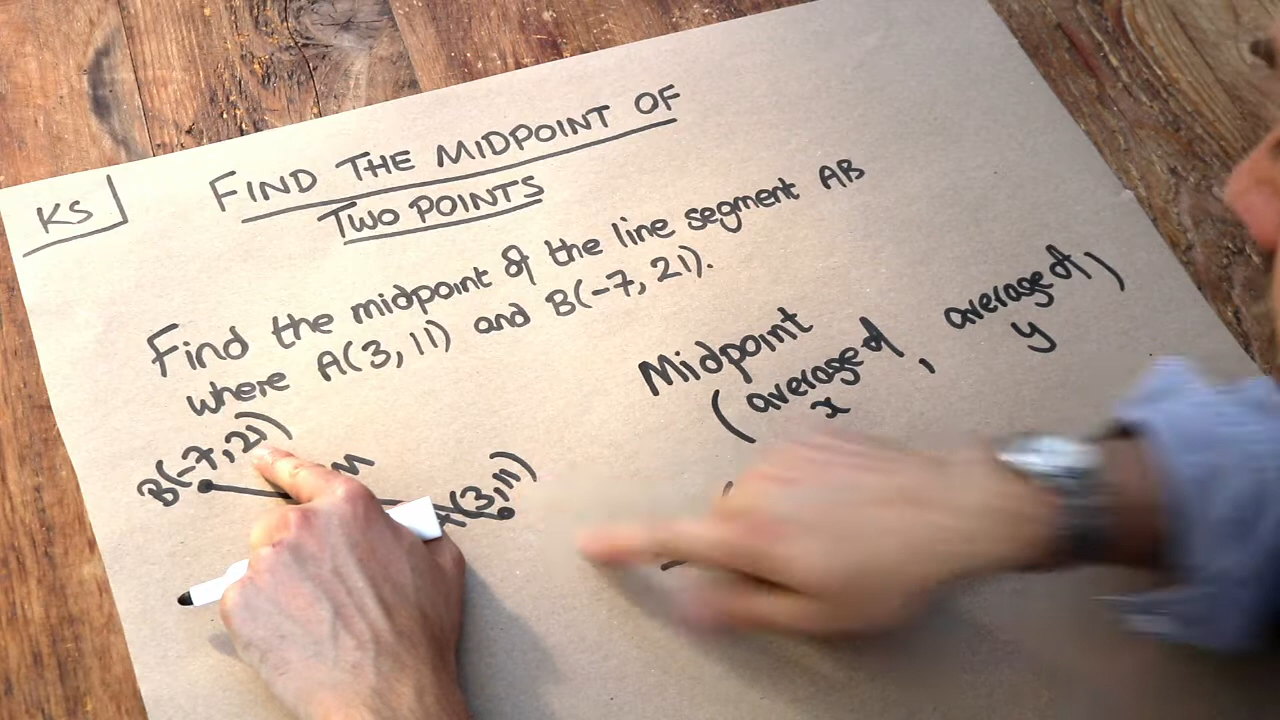 KS
FIND THE MIDPOINT OF
TWO POINTS
Find the midpoint of the line segment AB
where A(3, 11) and B(-7, 21).
B(-7, 21)
M
A(3, 11)
Midpoint
(average of , average of)
x y